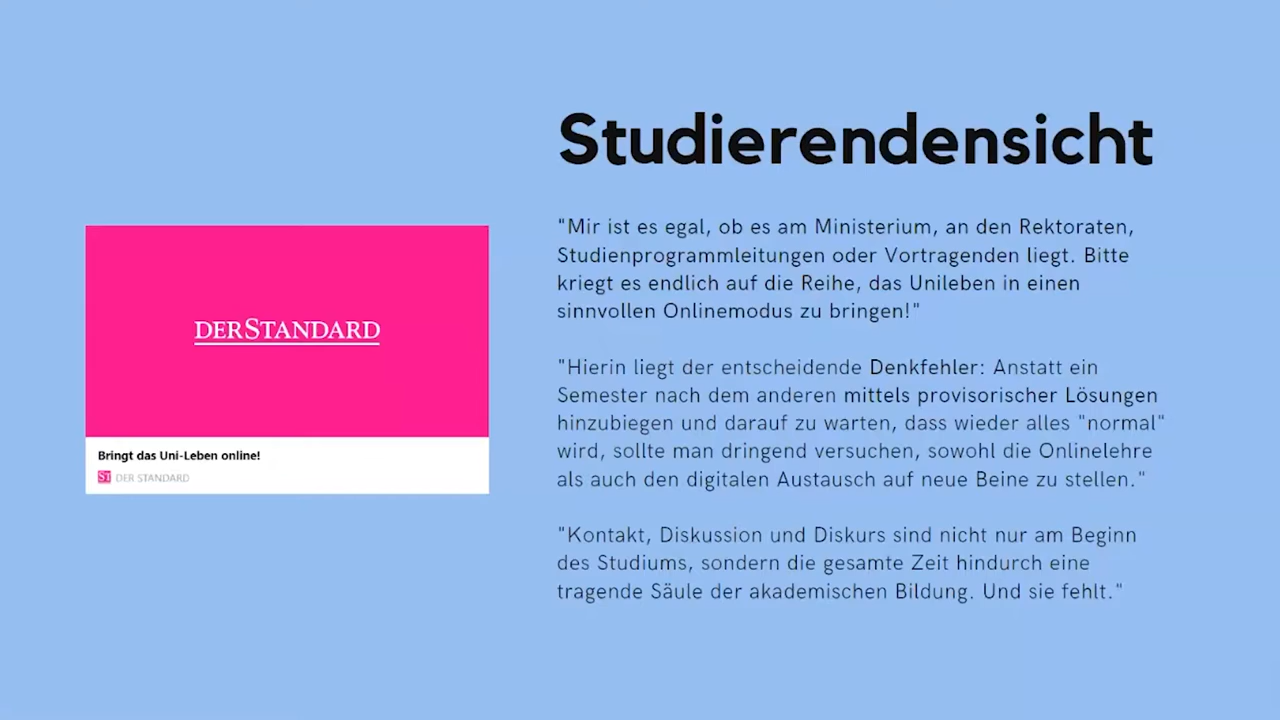 Studierendensicht
"Mir ist es egal, ob es am Ministerium, an den Rektoraten,
Studienprogrammleitungen oder Vortragenden liegt. Bitte
kriegt es endlich auf die Reihe, das Unileben in einen
sinnvollen Onlinemodus zu bringen!"
"Hierin liegt der entscheidende Denkfehler: Anstatt ein
Semester nach dem anderen mittels provisorischer Lösungen
hinzubiegen und darauf zu warten, dass wieder alles "normal"
wird, sollte man dringend versuchen, sowohl die Onlinelehre
als auch den digitalen Austausch auf neue Beine zu stellen."
"Kontakt, Diskussion und Diskurs sind nicht nur am Beginn
des Studiums, sondern die gesamte Zeit hindurch eine
tragende Säule der akademischen Bildung. Und sie fehlt."
DERSTANDARD
Bringt das Uni-Leben online!
ST DER STANDARD